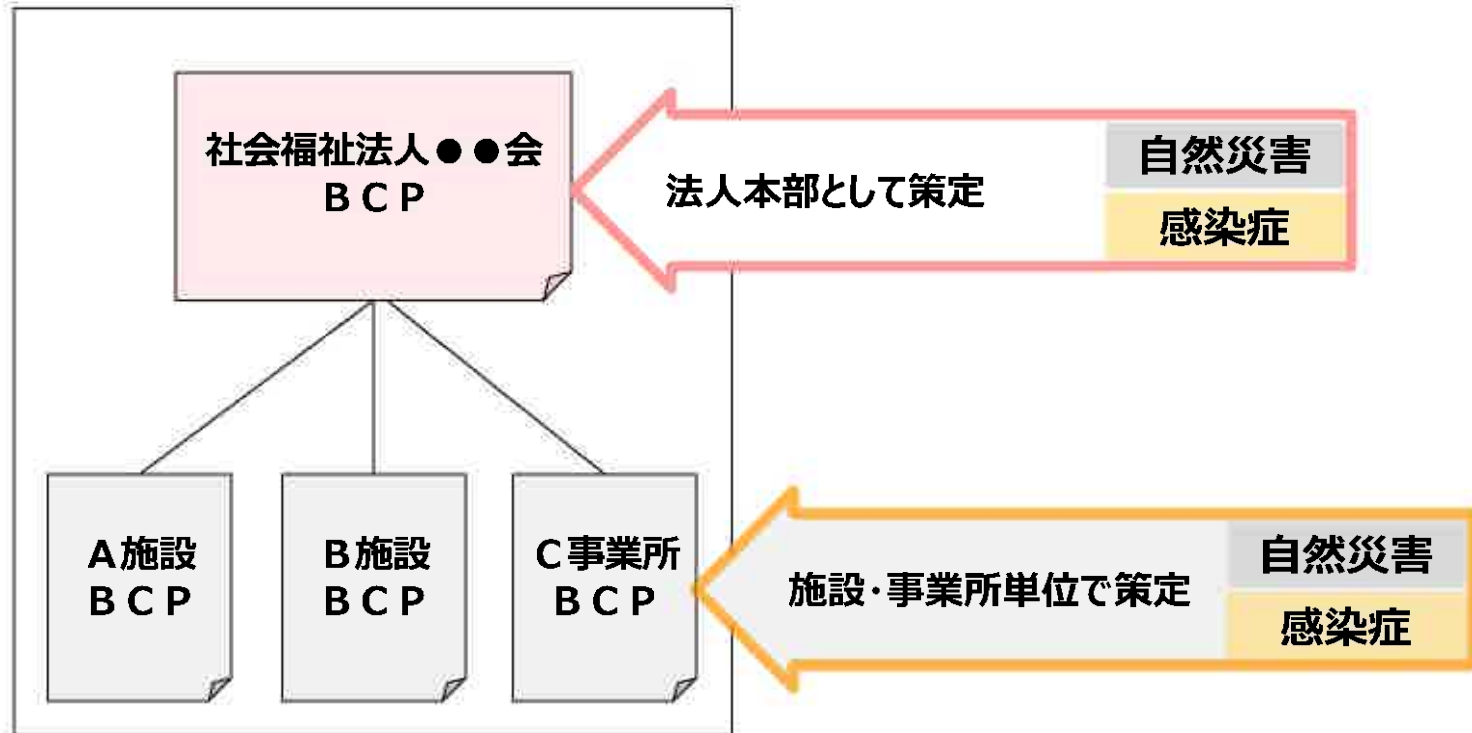 社会福祉法人●●会
ＢＣＰ
法人本部として策定
自然災害
感染症
Ａ施設
ＢＣＰ
Ｂ施設
ＢＣＰ
Ｃ事業所
ＢＣＰ
施設・事業所単位で策定
自然災害
感染症